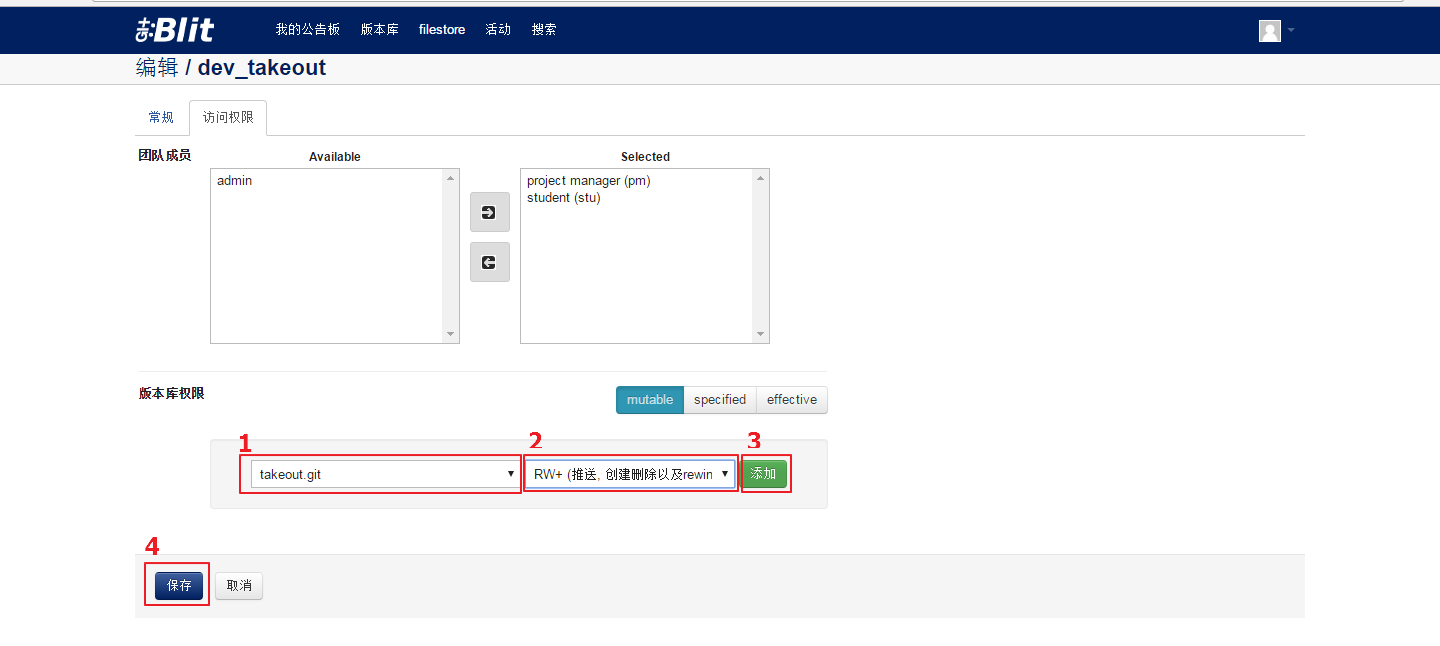 Blit 我的公告板 版本库 filestore 活动 搜索
编辑 / dev_takeout
常规 访问权限
团队成员 Available Selected
admin project manager (pm)
student (stu)
版本库权限 mutable specified effective
1 2 3
takeout.git RW+ (推送, 创建删除以及rewin 添加
4
保存 取消